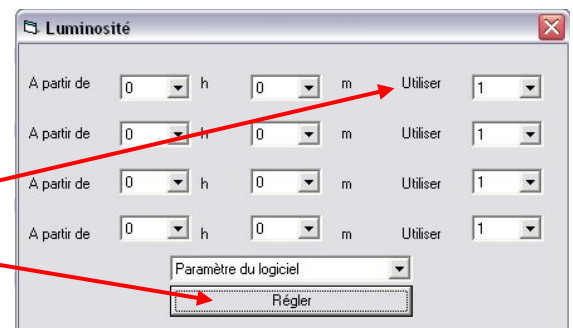 Luminosité
A partir de 0 h 0 m Utiliser 1
A partir de 0 h 0 m Utiliser 1
A partir de 0 h 0 m Utiliser 1
A partir de 0 h 0 m Utiliser 1
Paramètre du logiciel
Régler